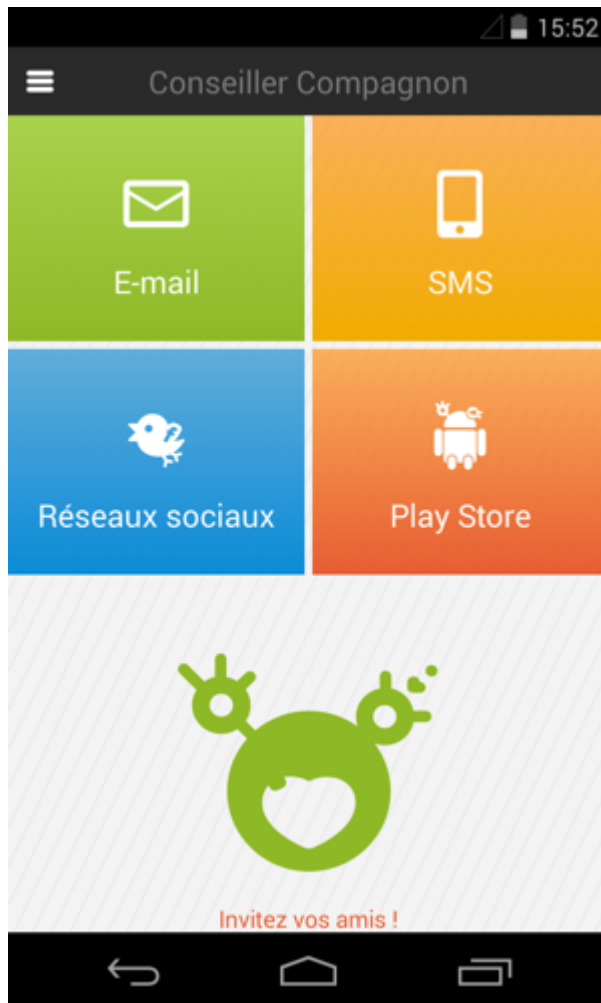 15:52
Conseiller Compagnon
E-mail
SMS
Réseaux sociaux
Play Store
Invitez vos amis !